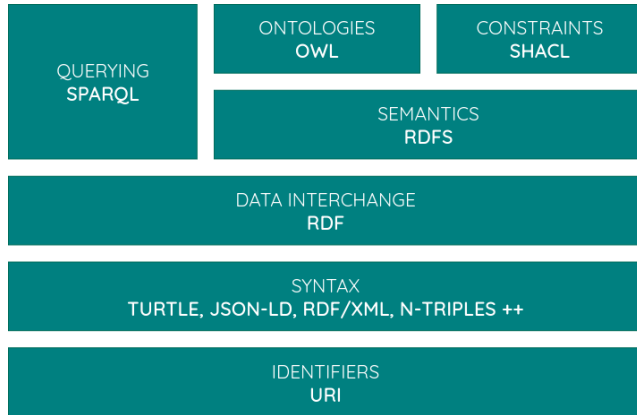 QUERYING
SPARQL
ONTOLOGIES
OWL
CONSTRAINTS
SHACL
SEMANTICS
RDFS
DATA INTERCHANGE
RDF
SYNTAX
TURTLE, JSON-LD, RDF/XML, N-TRIPLES ++
IDENTIFIERS
URI